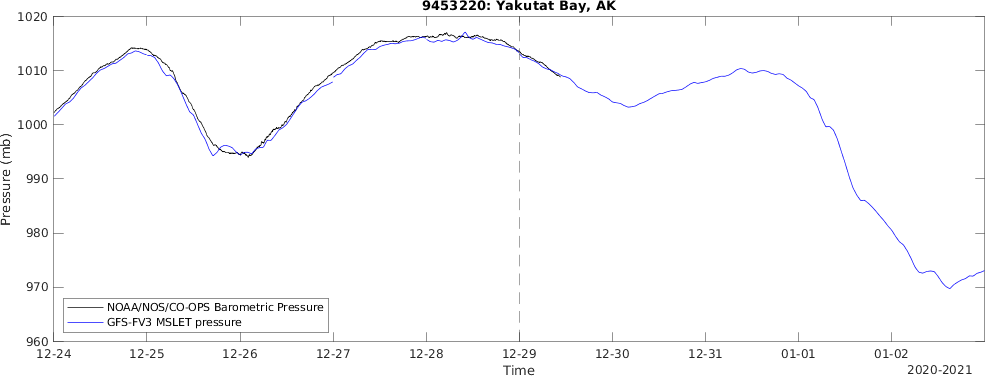 9453220: Yakutat Bay, AK
Pressure (mb)
1020
1010
1000
990
980
970
960
NOAA/NOS/CO-OPS Barometric Pressure
GFS-FV3 MSLET pressure
12-24 12-25 12-26 12-27 12-28 12-29 12-30 12-31 01-01 01-02
Time
2020-2021